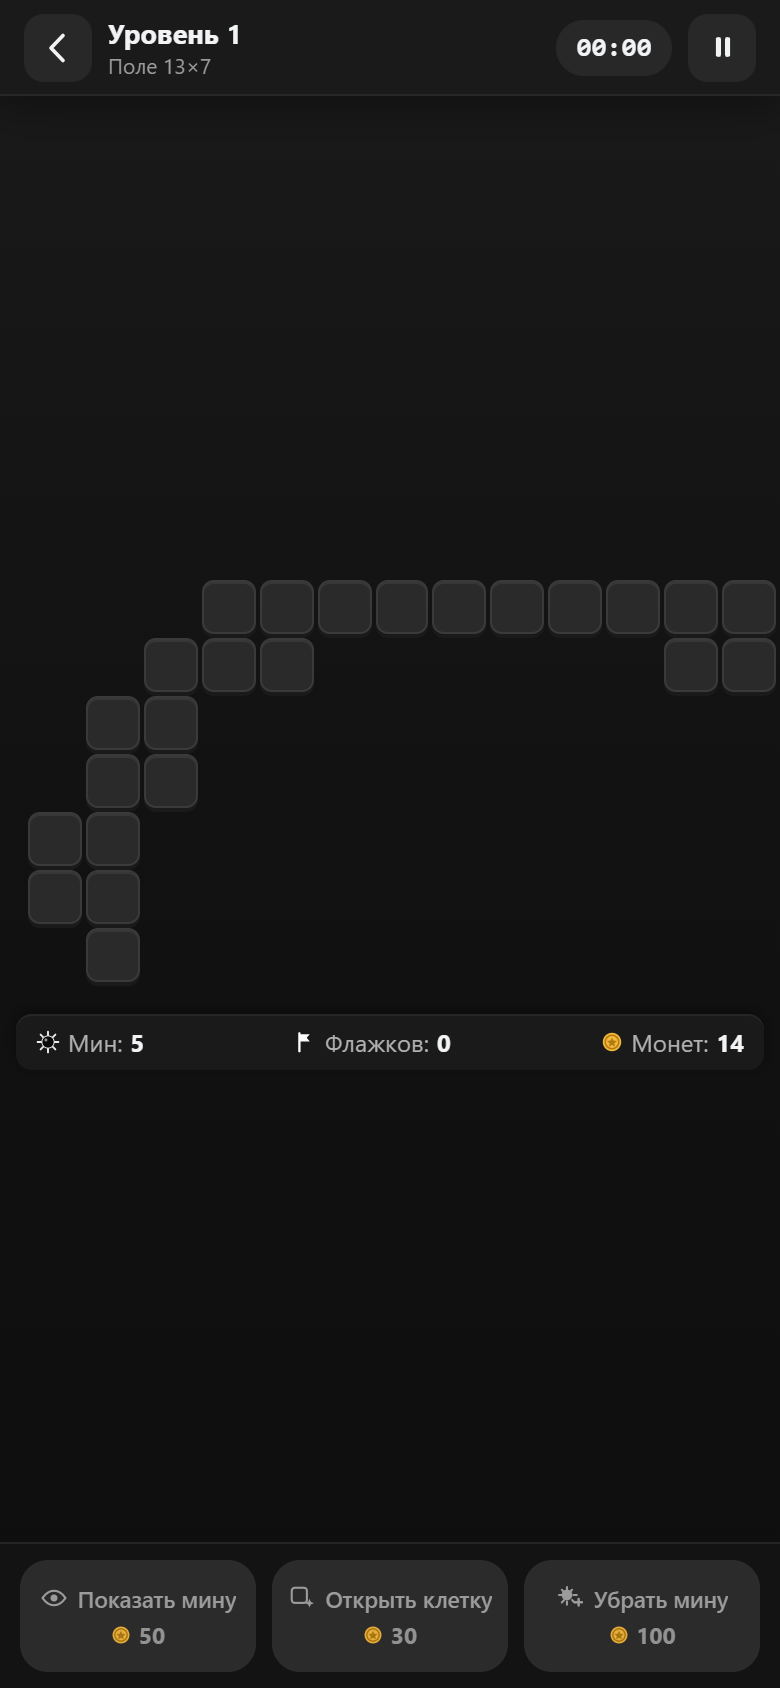 Уровень 1
Поле 13×7
00:00
Мин: 5
Флажков: 0
Монет: 14
Показать мину
50
Открыть клетку
30
Убрать мину
100